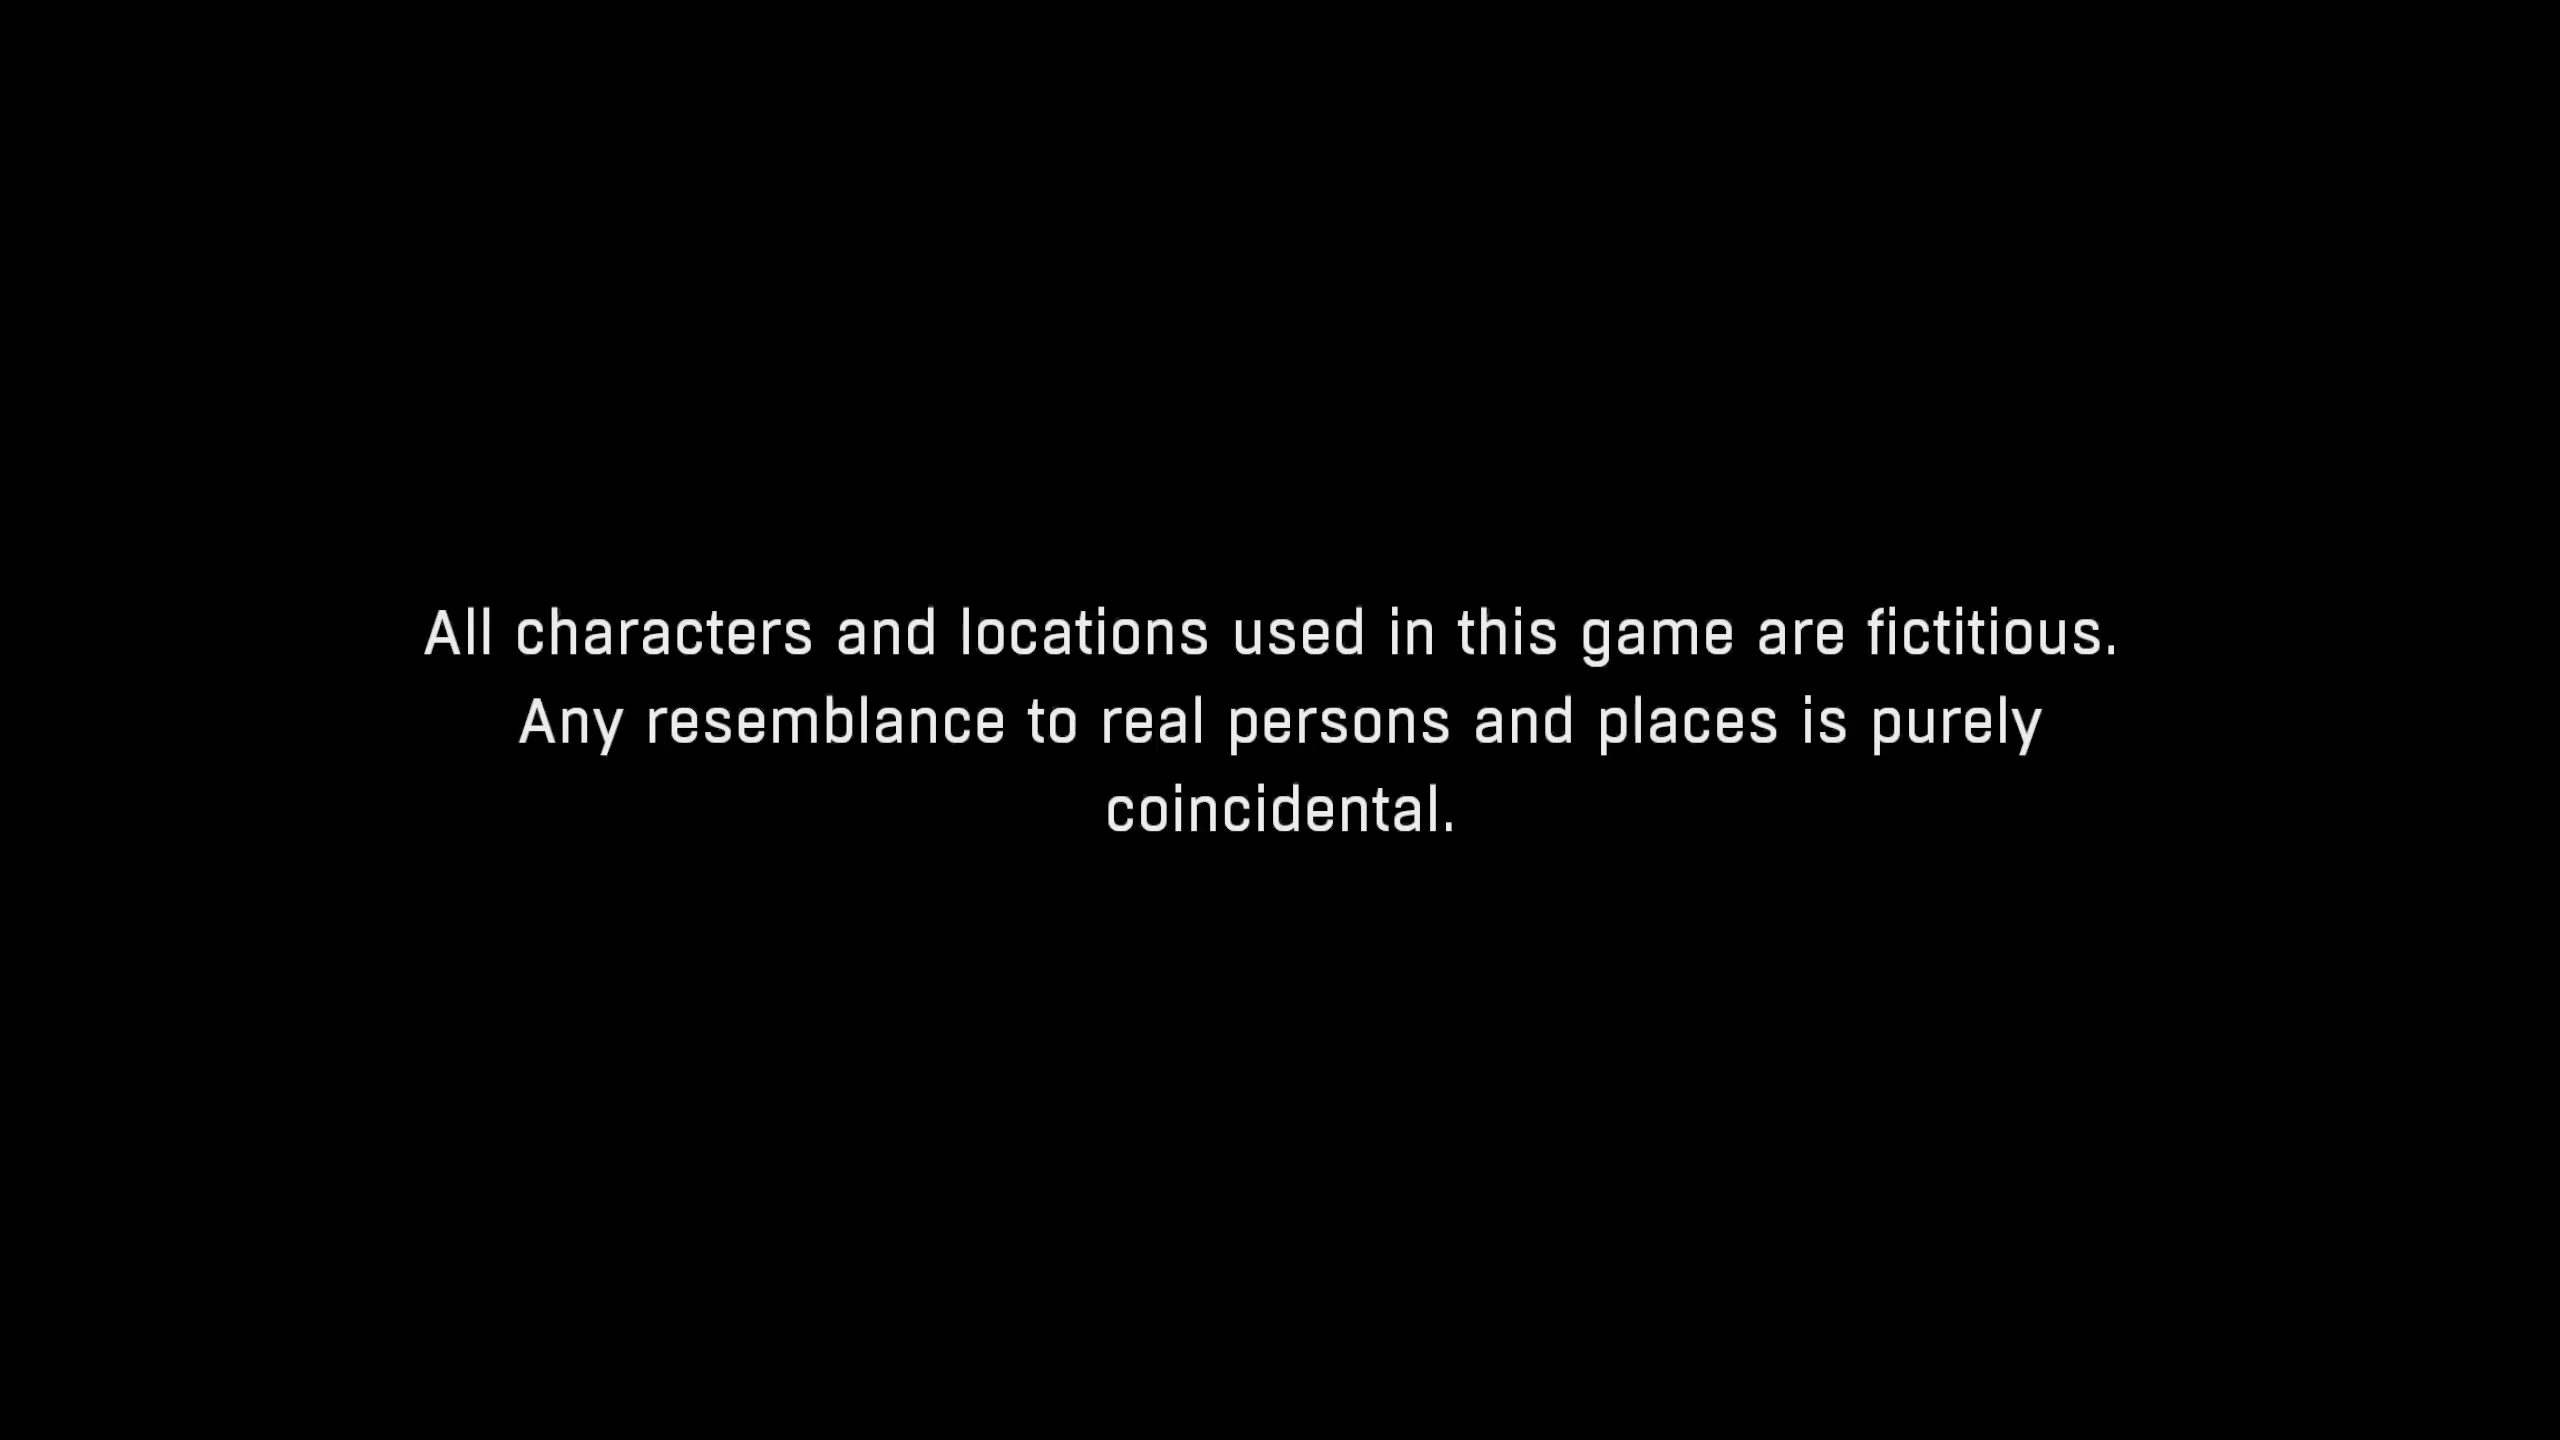 All characters and locations used in this game are fictitious.
Any resemblance to real persons and places is purely
coincidental.